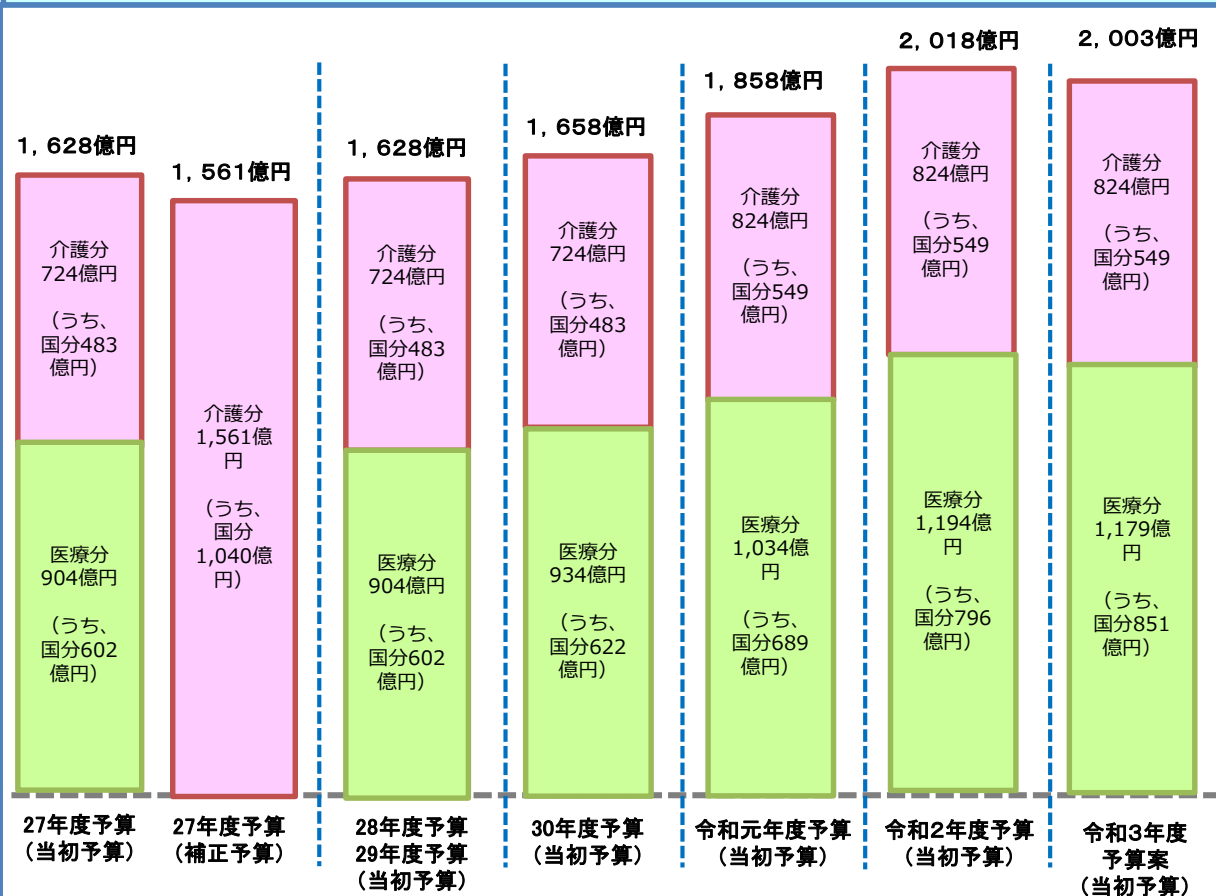 1，628億円
介護分
724億円
（うち、
国分483
億円）
医療分
904億円
（うち、
国分602
億円）
27年度予算
（当初予算）
1，561億円
介護分
1,561億
円
（うち、
国分
1,040億
円）
27年度予算
（補正予算）
1，628億円
介護分
724億円
（うち、
国分483
億円）
医療分
904億円
（うち、
国分602
億円）
28年度予算
29年度予算
（当初予算）
1，658億円
介護分
724億円
（うち、
国分483
億円）
医療分
934億円
（うち、
国分622
億円）
30年度予算
（当初予算）
1，858億円
介護分
824億円
（うち、
国分549
億円）
医療分
1,034億
円
（うち、
国分689
億円）
令和元年度予算
（当初予算）
2，018億円
介護分
824億円
（うち、
国分549
億円）
医療分
1,194億
円
（うち、
国分796
億円）
令和２年度予算
（当初予算）
2，003億円
介護分
824億円
（うち、
国分549
億円）
医療分
1,179億
円
（うち、
国分851
億円）
令和３年度
予算案
（当初予算）